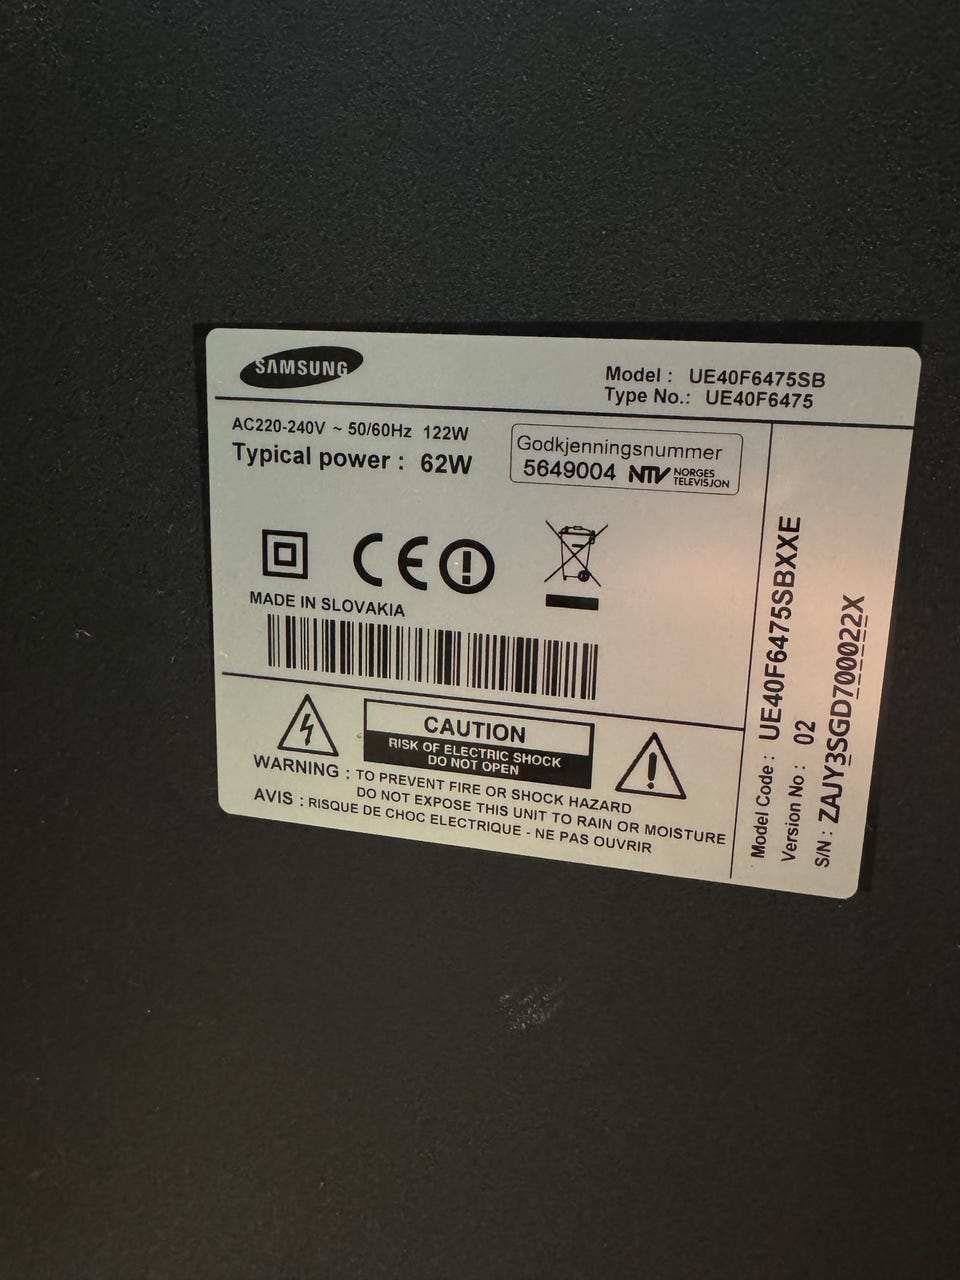 SAMSUNG
Model : UE40F6475SB
Type No.: UE40F6475
AC220-240V ~ 50/60Hz 122W
Typical power : 62W
Godkjenningsnummer
5649004 NTV NORGES TELEVISJON
CE
MADE IN SLOVAKIA
CAUTION
RISK OF ELECTRIC SHOCK
DO NOT OPEN
WARNING : TO PREVENT FIRE OR SHOCK HAZARD
DO NOT EXPOSE THIS UNIT TO RAIN OR MOISTURE
AVIS : RISQUE DE CHOC ELECTRIQUE - NE PAS OUVRIR
Model Code : UE40F6475SBXXE
Version No : 02
S/N : ZAJY3SGD700022X